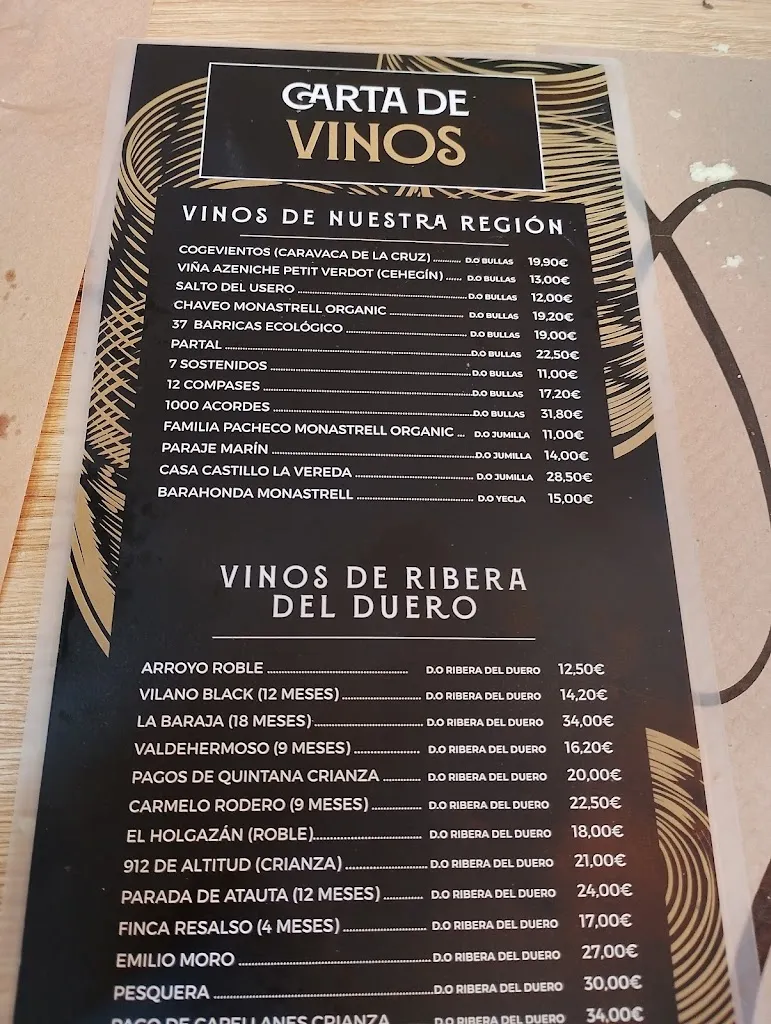 CARTA DE
VINOS
VINOS DE NUESTRA REGIÓN
COGEVIENTOS (CARAVACA DE LA CRUZ) .......... D.O BULLAS 19,90€
VIÑA AZENICHE PETIT VERDOT (CEHEGÍN) ..... D.O BULLAS 13,00€
SALTO DEL USERO .......... D.O BULLAS 12,00€
CHAVEO MONASTRELL ORGANIC .......... D.O BULLAS 19,20€
37 BARRICAS ECOLÓGICO .......... D.O BULLAS 19,00€
PARTAL .......... D.O BULLAS 22,50€
7 SOSTENIDOS .......... D.O BULLAS 11,00€
12 COMPASES .......... D.O BULLAS 17,20€
1000 ACORDES .......... D.O BULLAS 31,80€
FAMILIA PACHECO MONASTRELL ORGANIC ... D.O JUMILLA 11,00€
PARAJE MARÍN .......... D.O JUMILLA 14,00€
CASA CASTILLO LA VEREDA .......... D.O JUMILLA 28,50€
BARAHONDA MONASTRELL .......... D.O YECLA 15,00€
VINOS DE RIBERA
DEL DUERO
ARROYO ROBLE .......... D.O RIBERA DEL DUERO 12,50€
VILANO BLACK (12 MESES) .......... D.O RIBERA DEL DUERO 14,20€
LA BARAJA (18 MESES) .......... D.O RIBERA DEL DUERO 34,00€
VALDEHERMOSO (9 MESES) .......... D.O RIBERA DEL DUERO 16,20€
PAGOS DE QUINTANA CRIANZA .......... D.O RIBERA DEL DUERO 20,00€
CARMELO RODERO (9 MESES) .......... D.O RIBERA DEL DUERO 22,50€
EL HOLGAZÁN (ROBLE) .......... D.O RIBERA DEL DUERO 18,00€
912 DE ALTITUD (CRIANZA) .......... D.O RIBERA DEL DUERO 21,00€
PARADA DE ATAUTA (12 MESES) .......... D.O RIBERA DEL DUERO 24,00€
FINCA RESALSO (4 MESES) .......... D.O RIBERA DEL DUERO 17,00€
EMILIO MORO .......... D.O RIBERA DEL DUERO 27,00€
PESQUERA .......... D.O RIBERA DEL DUERO 30,00€
PAGO DE CAPELLANES CRIANZA D.O RIBERA DEL DUERO 34,00€